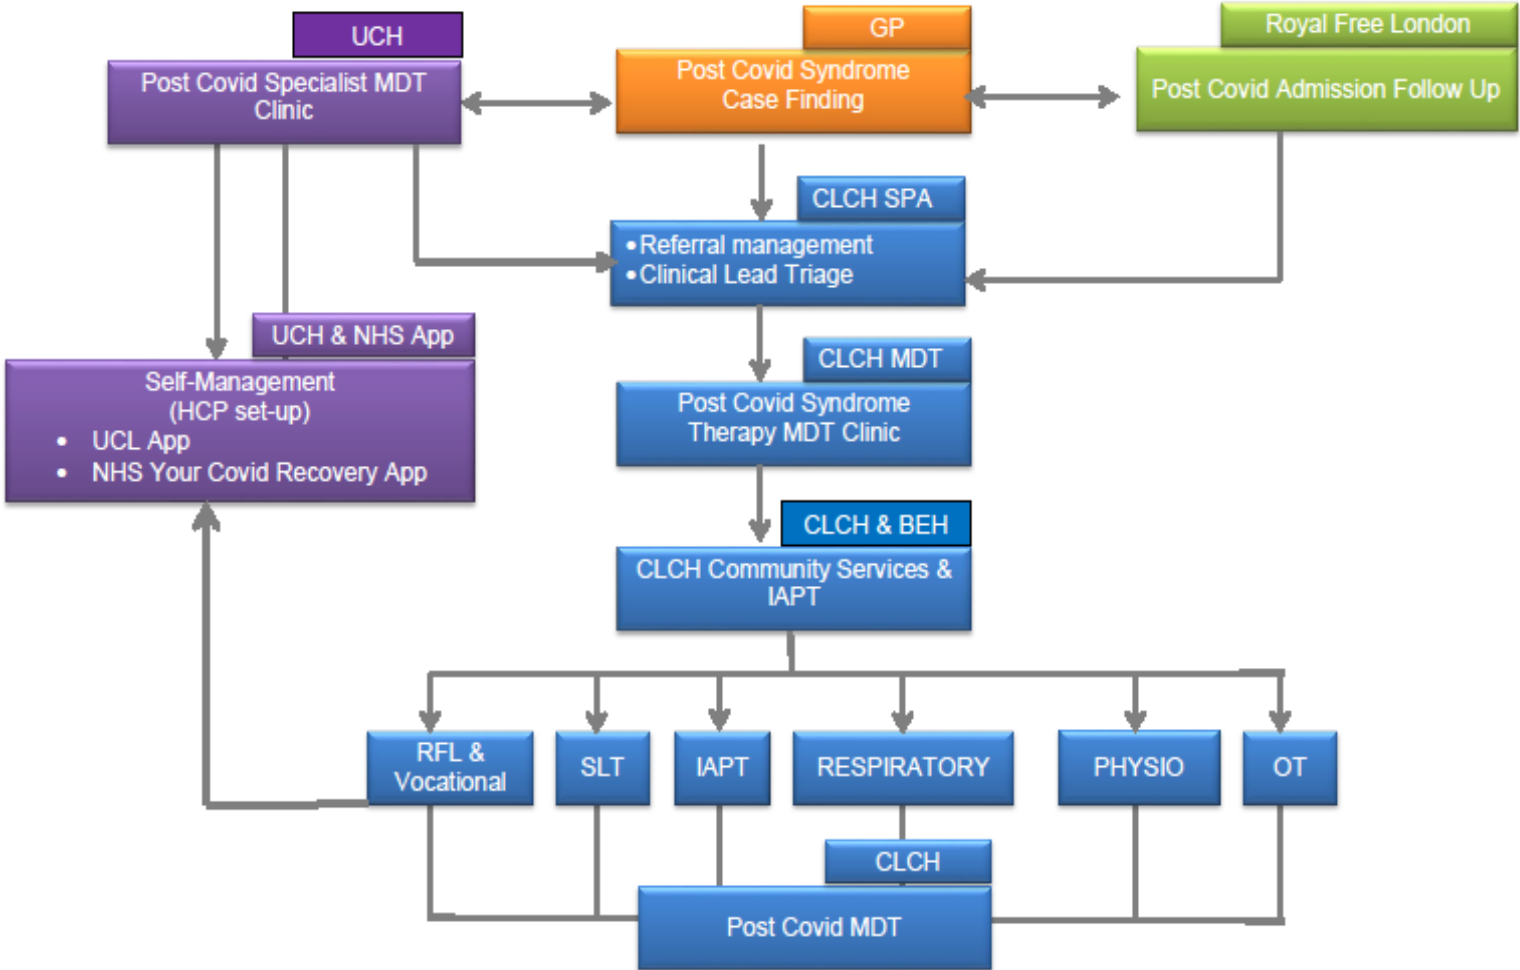 UCH
Post Covid Specialist MDT
Clinic
GP
Post Covid Syndrome
Case Finding
Royal Free London
Post Covid Admission Follow Up
CLCH SPA
•Referral management
•Clinical Lead Triage
UCH & NHS App
Self-Management
(HCP set-up)
• UCL App
• NHS Your Covid Recovery App
CLCH MDT
Post Covid Syndrome
Therapy MDT Clinic
CLCH & BEH
CLCH Community Services &
IAPT
RFL &
Vocational
SLT
IAPT
RESPIRATORY
PHYSIO
OT
CLCH
Post Covid MDT